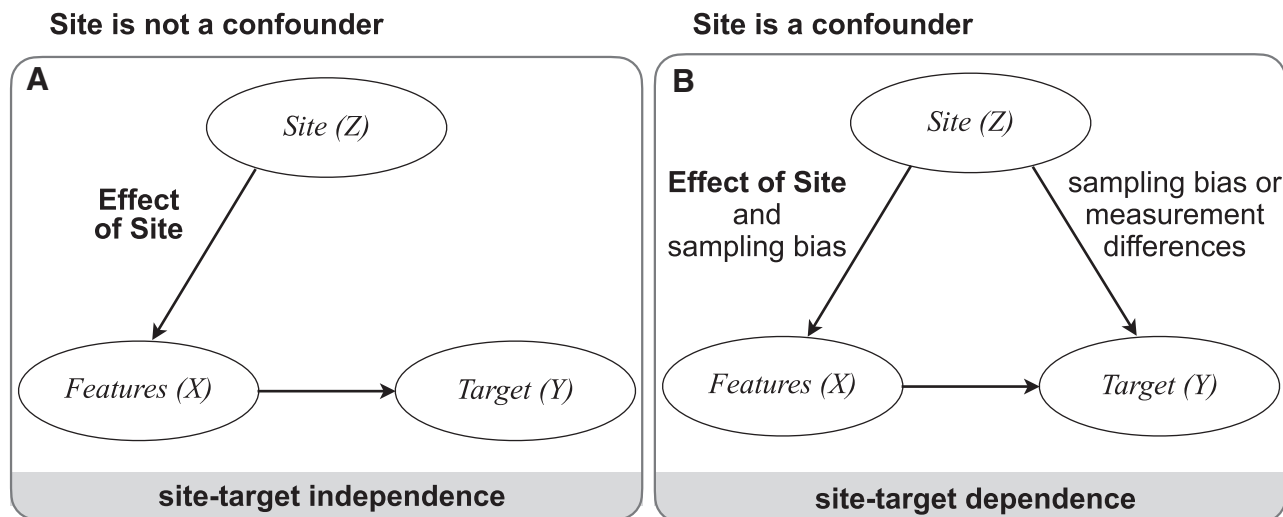 Site is not a confounder
A
Site (Z)
Effect
of Site
Features (X)
Target (Y)
site-target independence
Site is a confounder
B
Site (Z)
Effect of Site
and
sampling bias
sampling bias or
measurement
differences
Features (X)
Target (Y)
site-target dependence